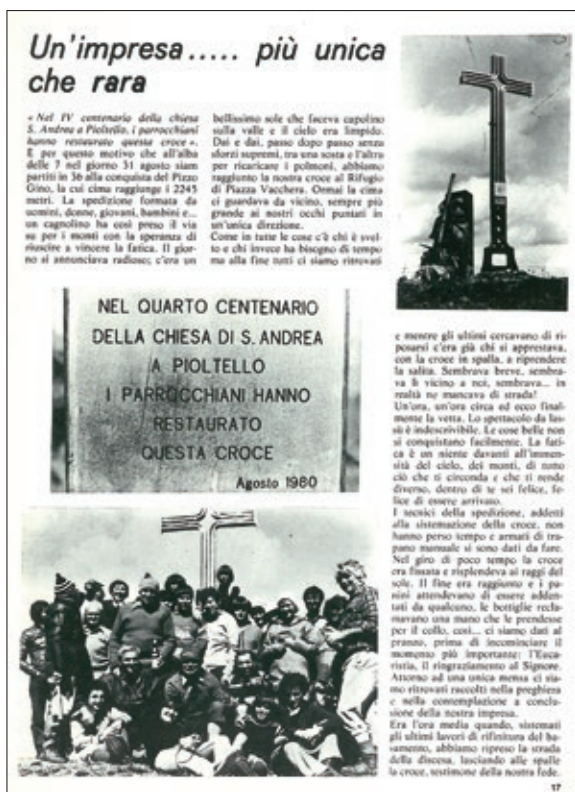 Un'impresa..... più unica
che rara
« Nel IV centenario della chiesa
S. Andrea a Pioltello, i parrocchiani
hanno restaurato questa croce ».
È per questo motivo che all'alba
delle 7 nel giorno 31 agosto siam
partiti in 36 alla conquista del Pizzo
Gino, la cui cima raggiunge i 2245
metri. La spedizione formata da
uomini, donne, giovani, bambini e...
un cagnolino ha così preso il via
su per i monti con la speranza di
riuscire a vincere la fatica. Il gior-
no si annunciava radioso; c'era un
bellissimo sole che faceva capolino
sulla valle e il cielo era limpido.
Dai e dai, passo dopo passo senza
sforzi supremi, tra una sosta e l'altra
per ricaricare i polmoni, abbiamo
raggiunto la nostra croce al Rifugio
di Piazza Vacchera. Ormai la cima
ci guardava da vicino, sempre più
grande ai nostri occhi puntati in
un'unica direzione.
Come in tutte le cose c'è chi è svel-
to e chi invece ha bisogno di tempo
ma alla fine tutti ci siamo ritrovati
e mentre gli ultimi cercavano di ri-
posarsi c'era già chi si apprestava,
con la croce in spalla, a riprendere
la salita. Sembrava breve, sembra-
va lì vicino a noi, sembrava... in
realtà ne mancava di strada!
Un'ora, un'ora circa ed ecco final-
mente la vetta. Lo spettacolo da las-
sù è indescrivibile. Le cose belle non
si conquistano facilmente. La fati-
ca è un niente davanti all'immen-
sità del cielo, dei monti, di tutto
ciò che ti circonda e che ti rende
diverso, dentro di te sei felice, fe-
lice di essere arrivato.
I tecnici della spedizione, addetti
alla sistemazione della croce, non
hanno perso tempo e armati di tra-
pano manuale si sono dati da fare.
Nel giro di poco tempo la croce
era fissata e risplendeva ai raggi del
sole. Il fine era raggiunto e i pa-
nini attendevano di essere adden-
tati da qualcuno, le bottiglie recla-
mavano una mano che le prendesse
per il collo, così... ci siamo dati al
pranzo, prima di incominciare il
momento più importante: l'Euca-
ristia, il ringraziamento al Signore.
Attorno ad una unica mensa ci sia-
mo ritrovati raccolti nella preghiera
e nella contemplazione a conclu-
sione della nostra impresa.
Era l'ora media quando, sistemati
gli ultimi lavori di rifinitura del ba-
samento, abbiamo ripreso la strada
della discesa, lasciando alle spalle
la croce, testimone della nostra fede.
NEL QUARTO CENTENARIO
DELLA CHIESA DI S. ANDREA
A PIOLTELLO
I PARROCCHIANI HANNO
RESTAURATO
QUESTA CROCE
Agosto 1980
17